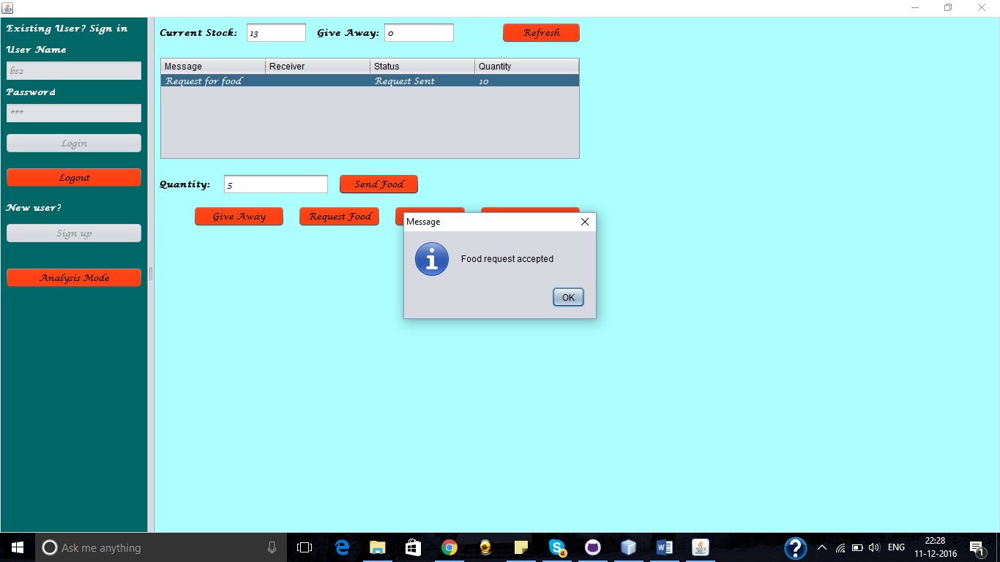 Existing User? Sign in
User Name
bs2
Password
***
Login
Logout
New user?
Sign up
Analysis Mode
Current Stock: 13 Give Away: 0 Refresh
Message Receiver Status Quantity
Request for food Request Sent 10
Quantity: 5 Send Food
Give Away Request Food
Message
Food request accepted
OK
Ask me anything
4
ENG
22:28
11-12-2016
1